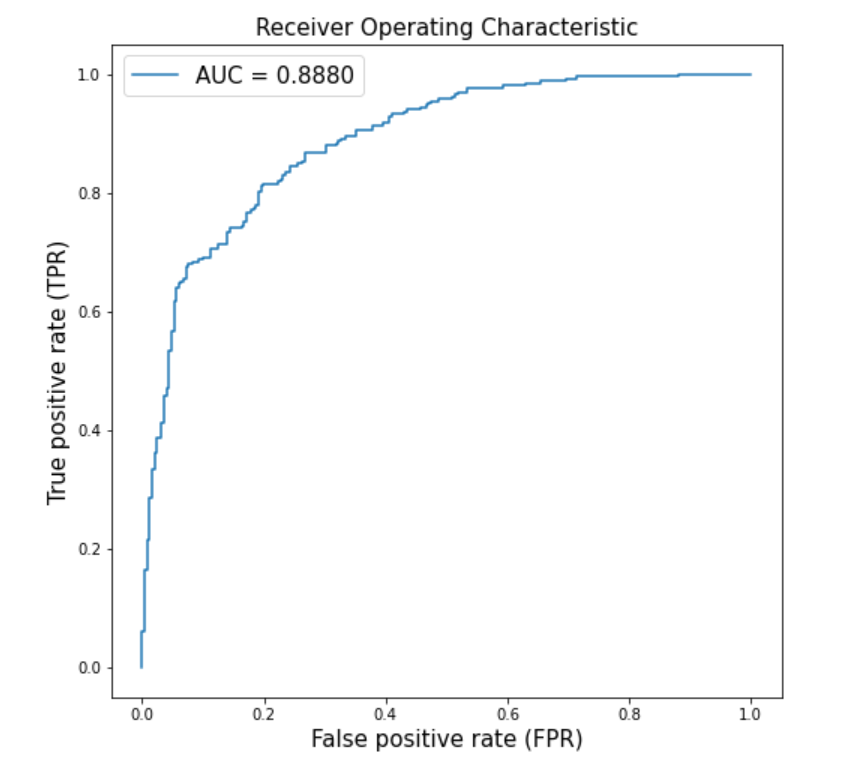 Receiver Operating Characteristic
AUC = 0.8880
True positive rate (TPR)
1.0
0.8
0.6
0.4
0.2
0.0
0.0 0.2 0.4 0.6 0.8 1.0
False positive rate (FPR)